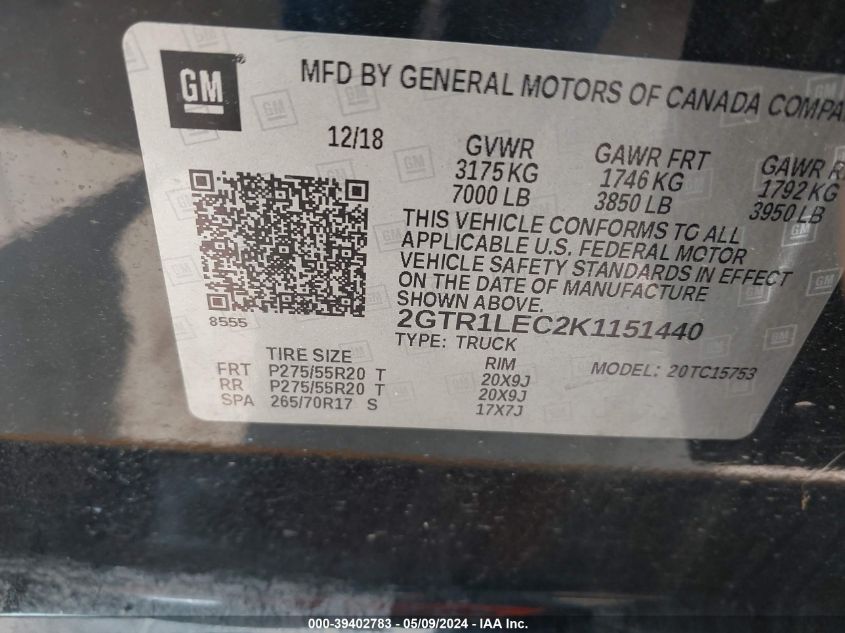 GM
MFD BY GENERAL MOTORS OF CANADA
12/18
GVWR
3175 KG
7000 LB
GAWR FRT
1746 KG
3850 LB
GAWR
1792 KG
3950 LB
THIS VEHICLE CONFORMS TO ALL
APPLICABLE U.S. FEDERAL MOTOR
VEHICLE SAFETY STANDARDS IN EFFECT
ON THE DATE OF MANUFACTURE
SHOWN ABOVE.
8555
2GTR1LEC2K1151440
TYPE: TRUCK
TIRE SIZE
RIM
MODEL: 20TC15753
FRT P275/55R20 T 20X9J
RR P275/55R20 T 20X9J
SPA 265/70R17 S 17X7J
000-39402783 - 05/09/2024 - IAA Inc.